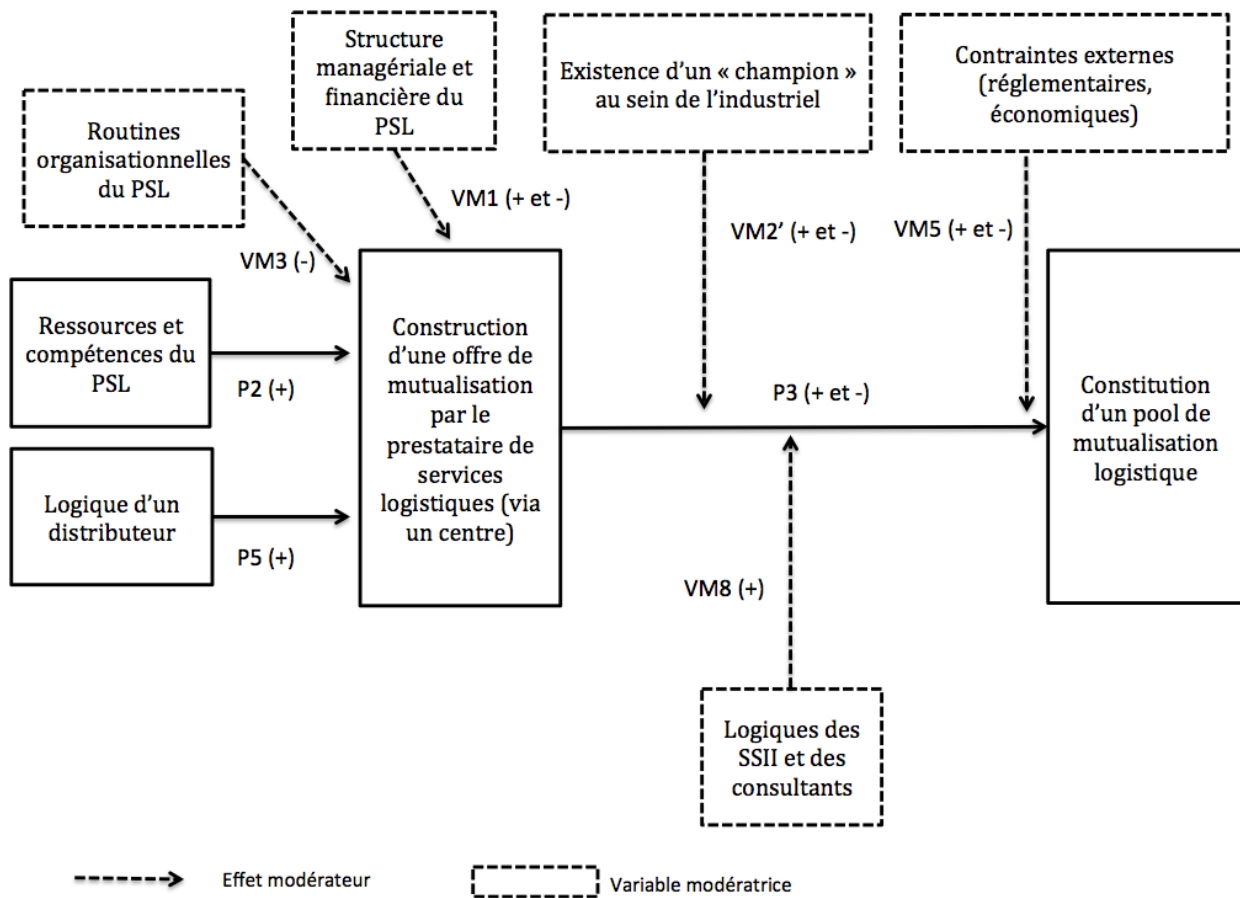 Structure
managériale et
financière du
PSL
Existence d’un « champion »
au sein de l’industriel
Contraintes externes
(réglementaires,
économiques)
Routines
organisationnelles
du PSL
VM1 (+ et -)
VM2’ (+ et -)
VM5 (+ et -)
VM3 (-)
Ressources et
compétences du
PSL
P2 (+)
Logique d’un
distributeur
P5 (+)
Construction
d’une offre de
mutualisation
par le
prestataire de
services
logistiques (via
un centre)
P3 (+ et -)
Constitution
d’un pool de
mutualisation
logistique
VM8 (+)
Logiques des
SSII et des
consultants
Effet modérateur
Variable modératrice